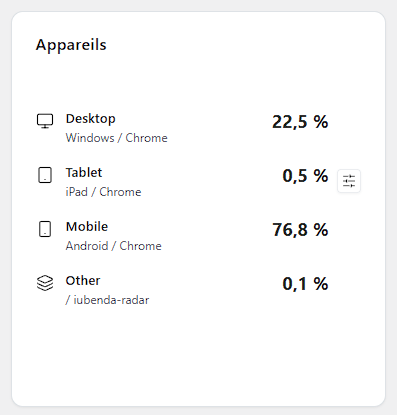 Appareils
Desktop 22,5 %
Windows / Chrome
Tablet 0,5 %
iPad / Chrome
Mobile 76,8 %
Android / Chrome
Other 0,1 %
/ iubenda-radar